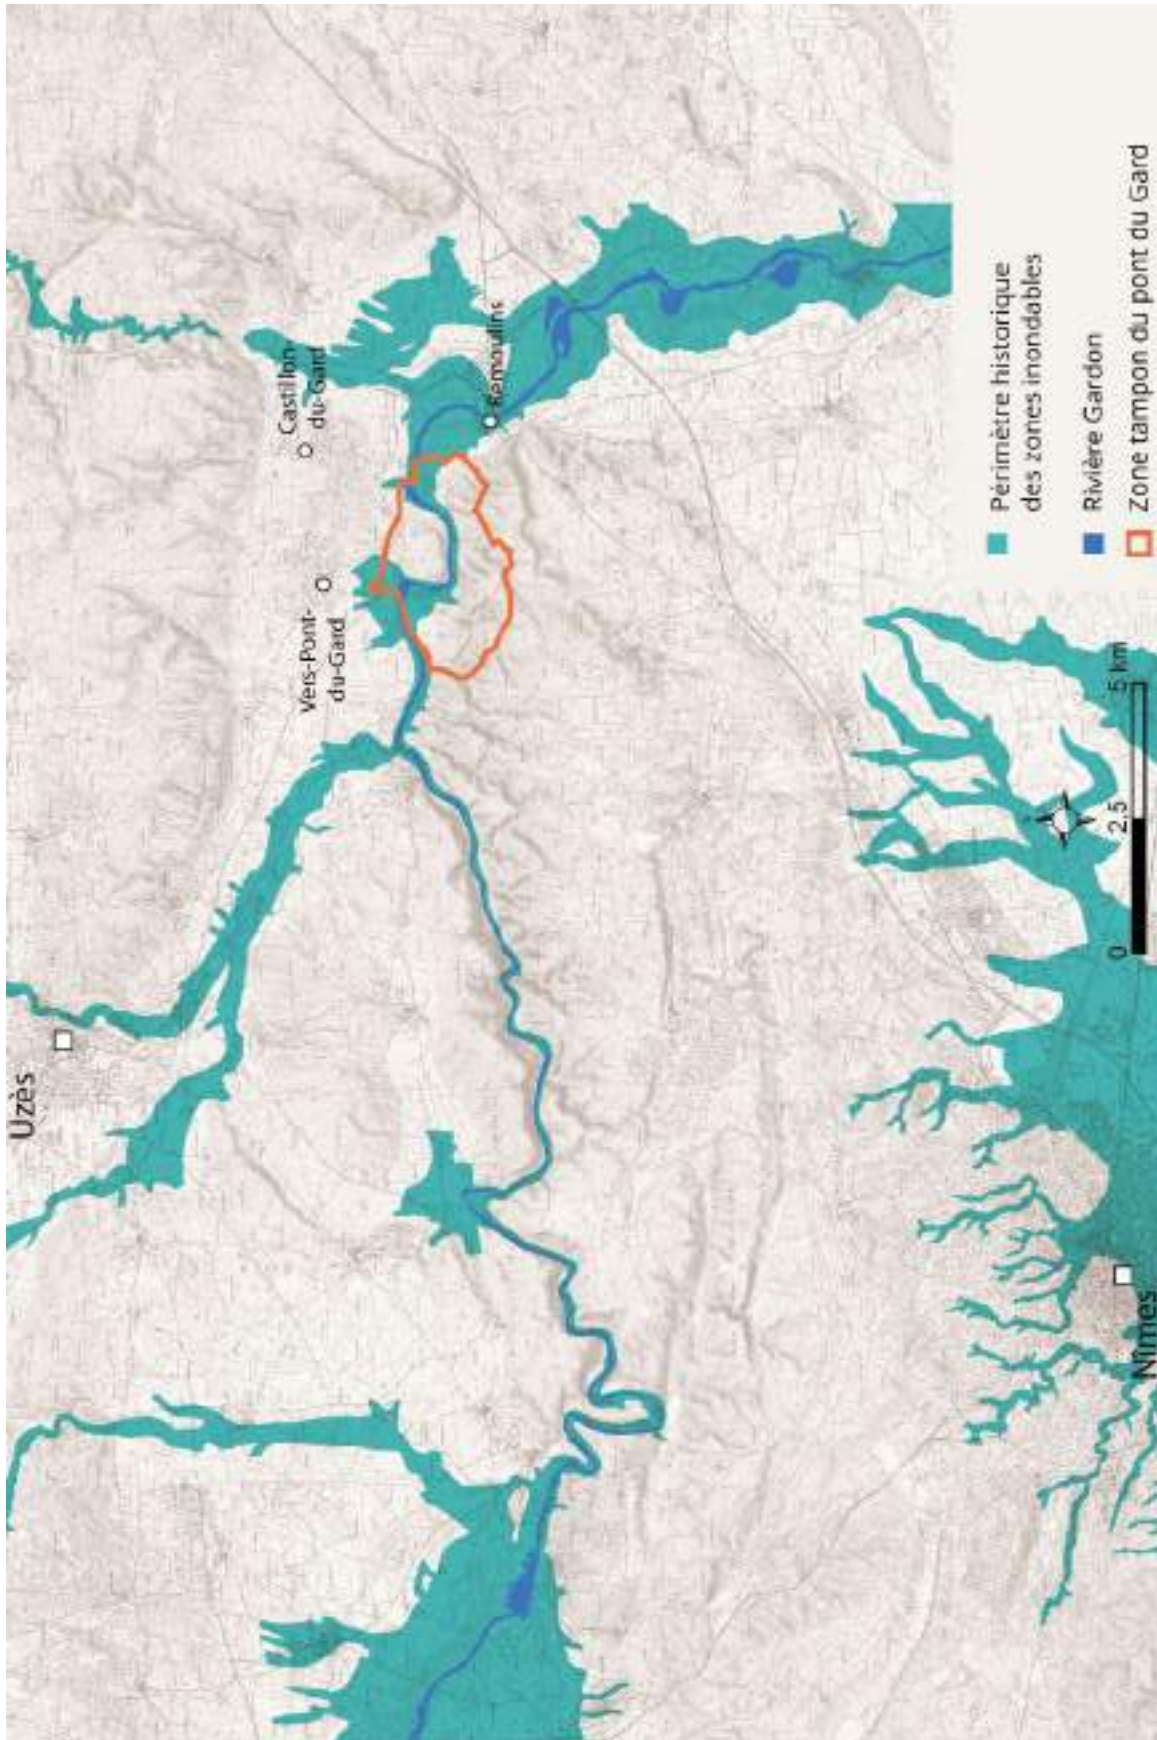 Uzès
Castillon-
du-Gard
Vers-Pont-
du-Gard
Remoulins
Nîmes
0
2,5
5 km
Périmètre historique
des zones inondables
Rivière Gardon
Zone tampon du pont du Gard